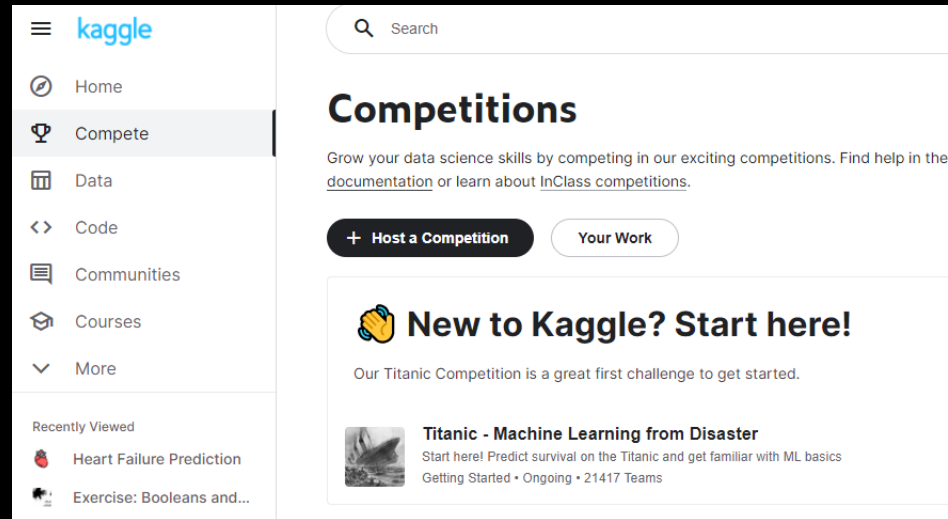 kaggle
Home
Compete
Data
Code
Communities
Courses
More
Recently Viewed
Heart Failure Prediction
Exercise: Booleans and...
Search
Competitions
Grow your data science skills by competing in our exciting competitions. Find help in the
documentation or learn about InClass competitions.
+ Host a Competition
Your Work
New to Kaggle? Start here!
Our Titanic Competition is a great first challenge to get started.
Titanic - Machine Learning from Disaster
Start here! Predict survival on the Titanic and get familiar with ML basics
Getting Started • Ongoing • 21417 Teams